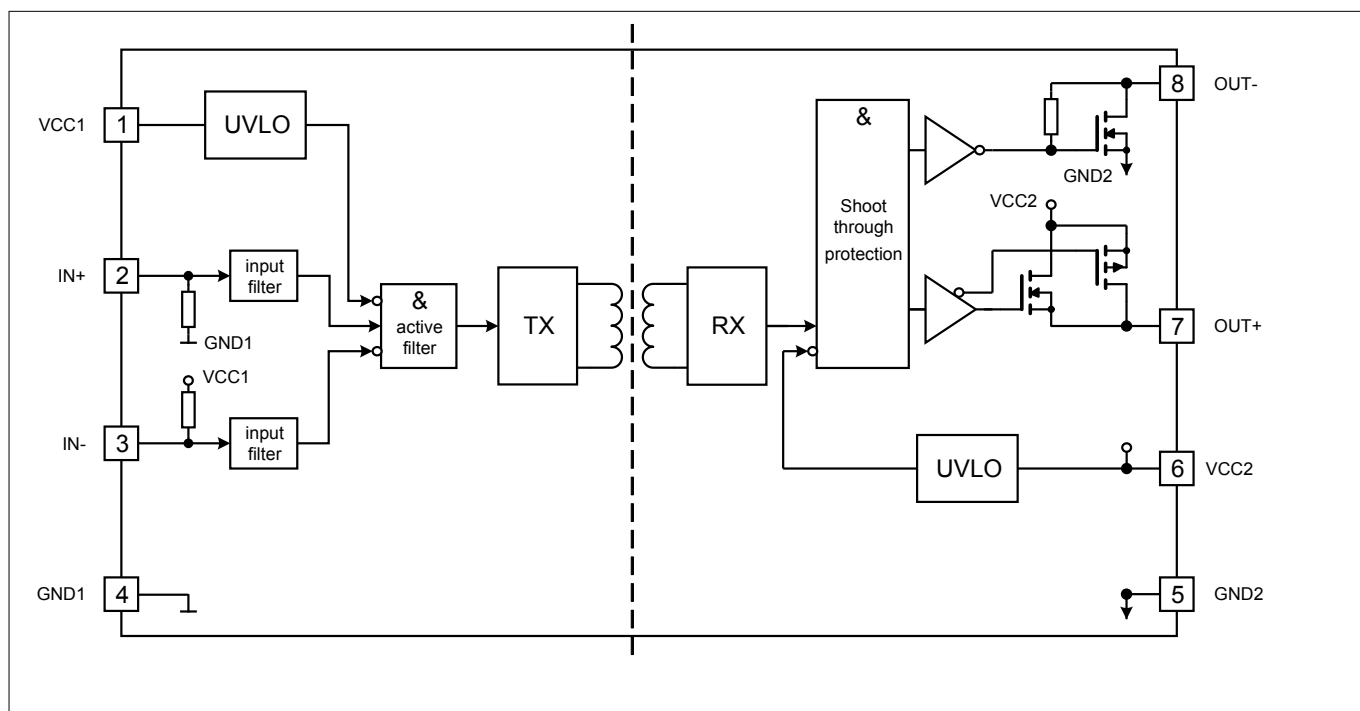 8
OUT-
VCC1
1
UVLO
&
GND2
VCC2
Shoot
through
protection
IN+
2
input
filter
&
active
filter
TX
RX
7
OUT+
GND1
VCC1
IN-
3
input
filter
UVLO
6
VCC2
GND1
4
5
GND2